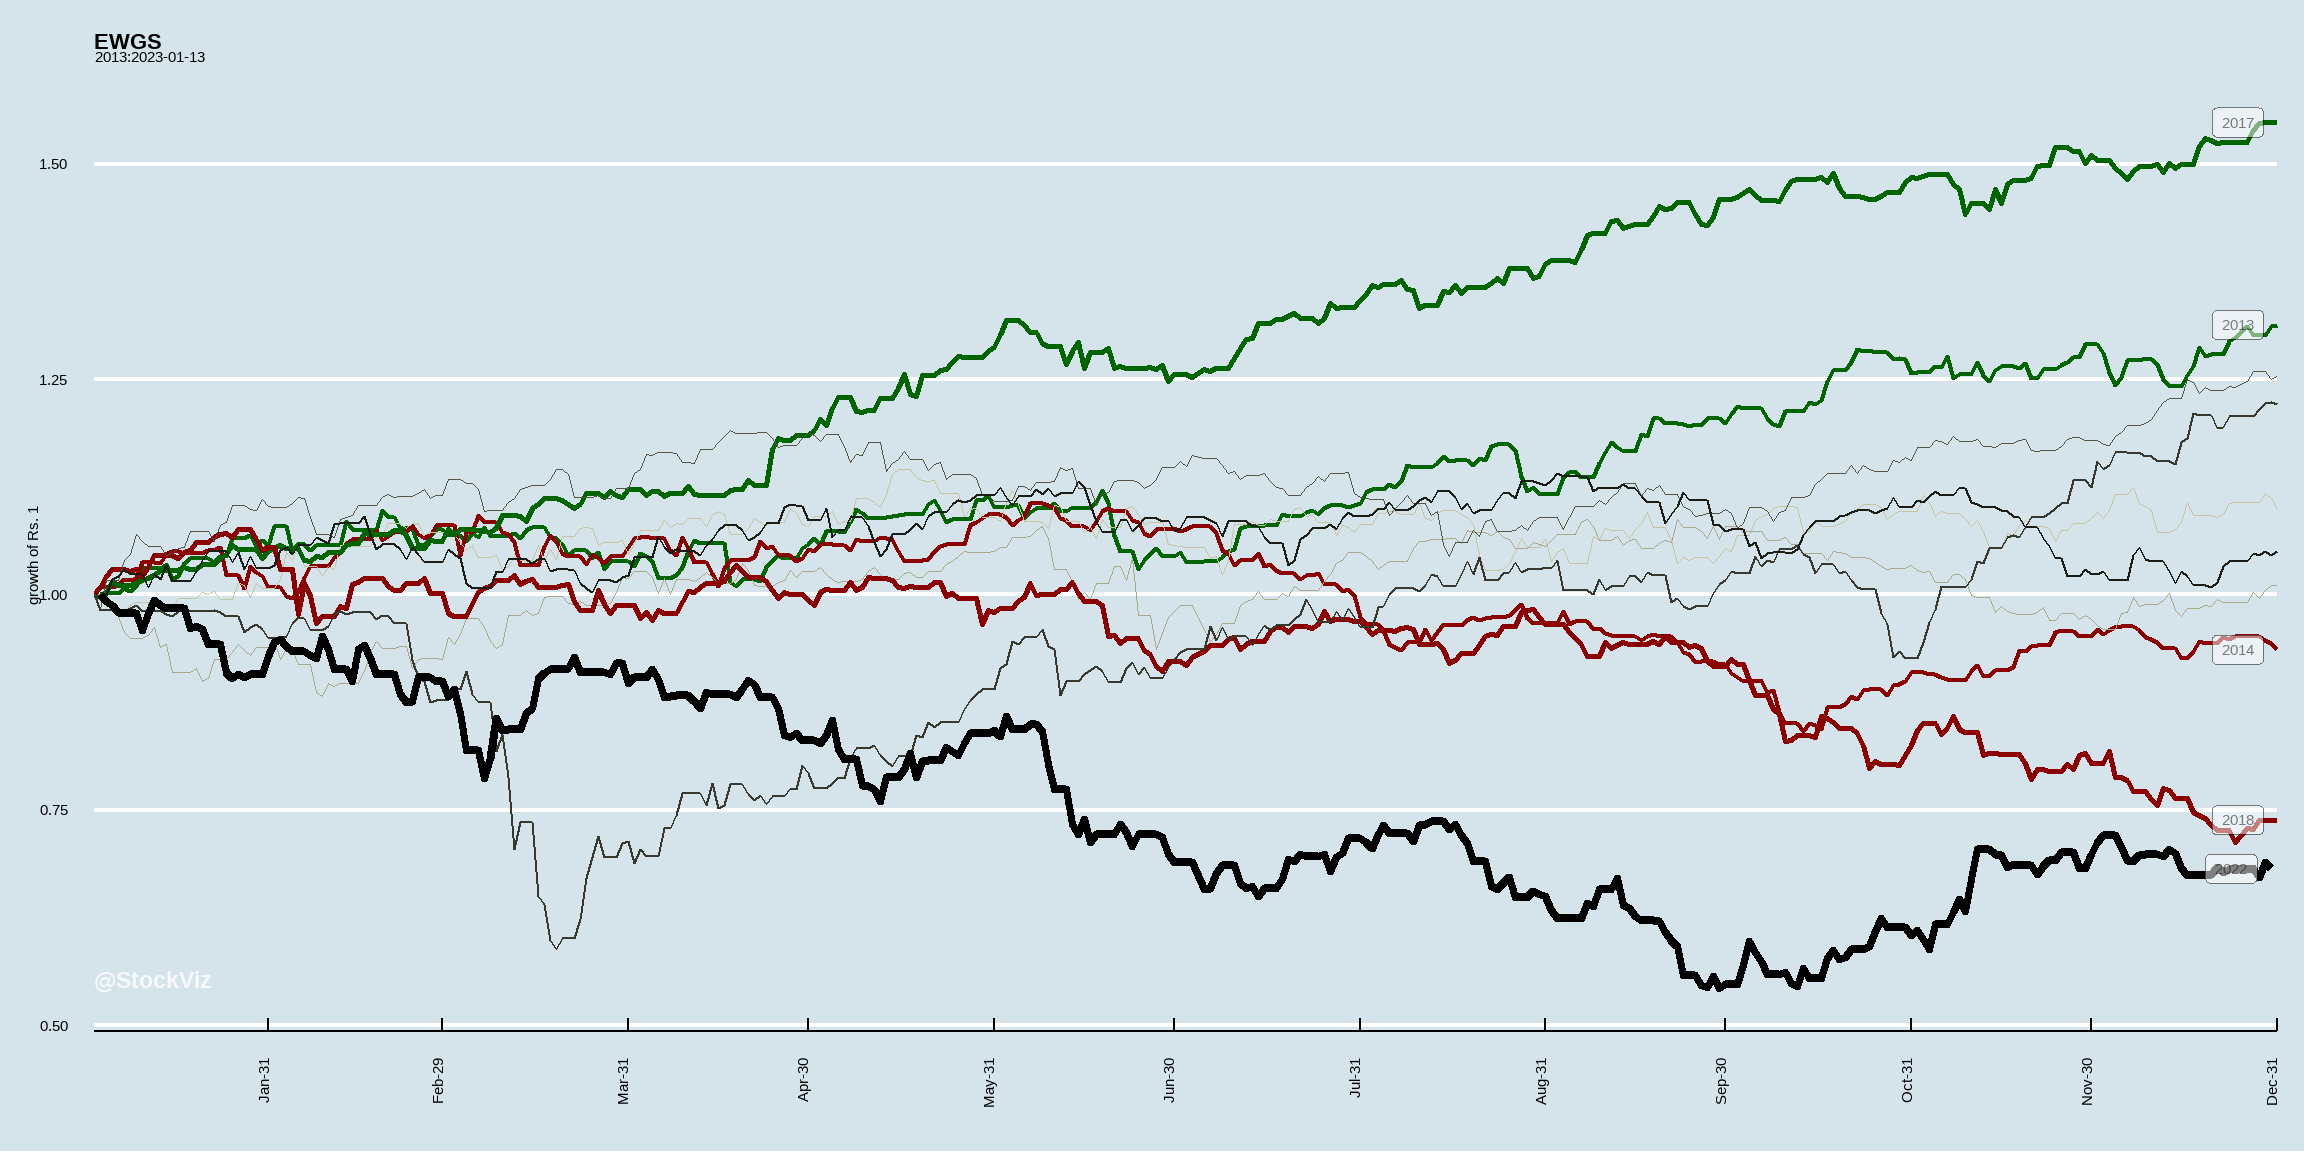 EWGS
2013:2023-01-13
growth of Rs. 1
1.50
1.25
1.00
0.75
0.50
2017
2013
2014
2018
2022
@StockViz
Jan-31
Feb-29
Mar-31
Apr-30
May-31
Jun-30
Jul-31
Aug-31
Sep-30
Oct-31
Nov-30
Dec-31